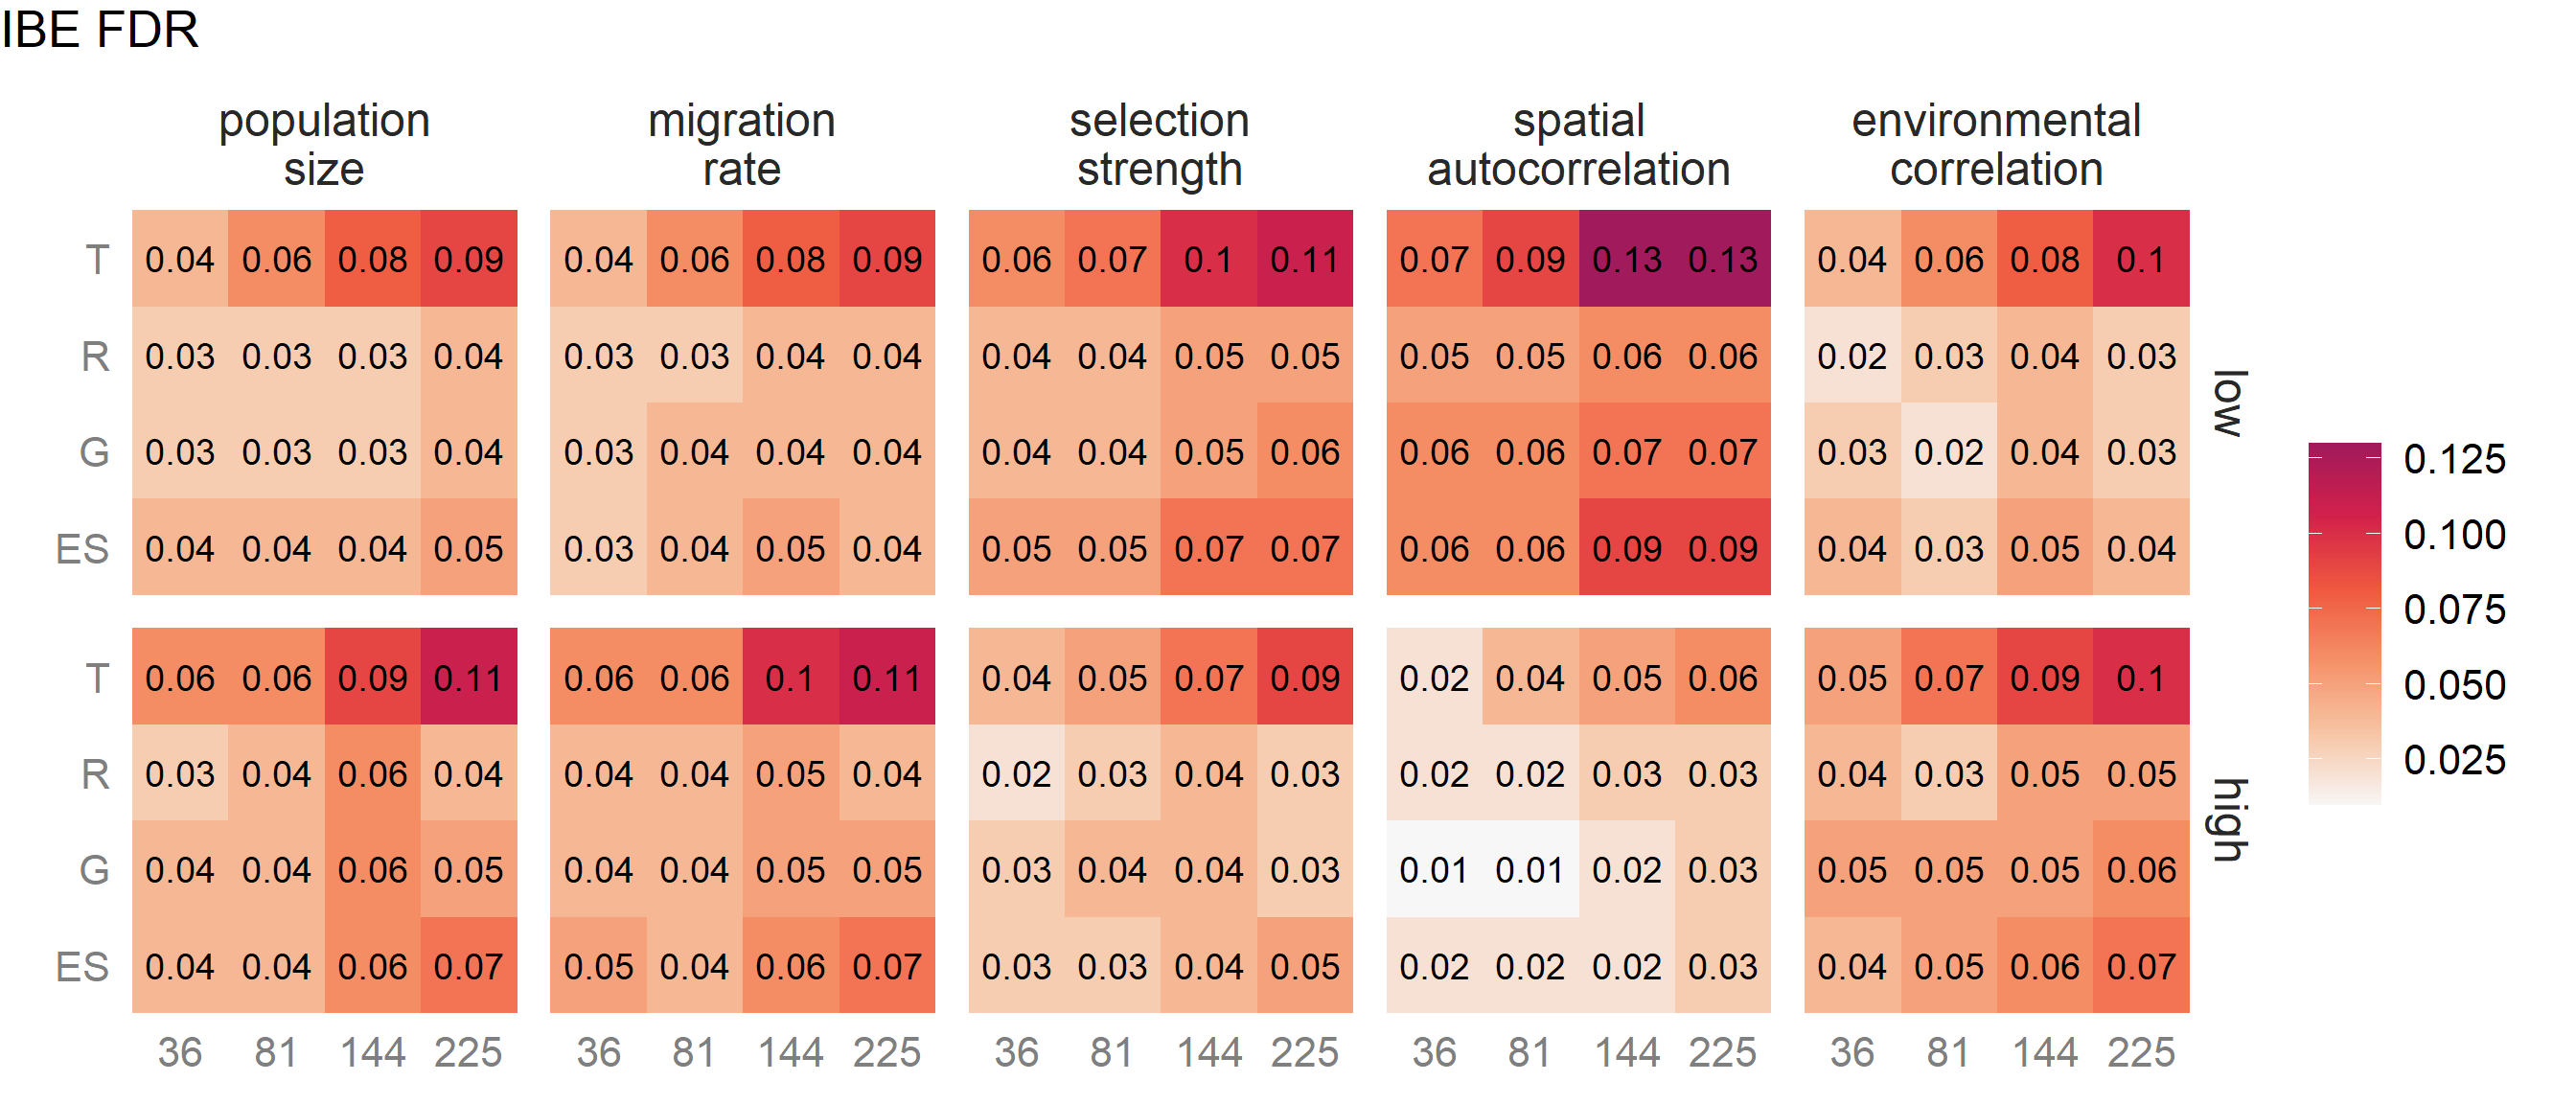 IBE FDR
population size
migration rate
selection strength
spatial autocorrelation
environmental correlation
T 0.04 0.06 0.08 0.09 0.04 0.06 0.08 0.09 0.06 0.07 0.1 0.11 0.07 0.09 0.13 0.13 0.04 0.06 0.08 0.1
R 0.03 0.03 0.03 0.04 0.03 0.03 0.04 0.04 0.04 0.04 0.05 0.05 0.05 0.05 0.06 0.06 0.02 0.03 0.04 0.03
G 0.03 0.03 0.03 0.04 0.03 0.04 0.04 0.04 0.04 0.04 0.05 0.06 0.06 0.06 0.07 0.07 0.03 0.02 0.04 0.03
ES 0.04 0.04 0.04 0.05 0.03 0.04 0.05 0.04 0.05 0.05 0.07 0.07 0.06 0.06 0.09 0.09 0.04 0.03 0.05 0.04
low
T 0.06 0.06 0.09 0.11 0.06 0.06 0.1 0.11 0.04 0.05 0.07 0.09 0.02 0.04 0.05 0.06 0.05 0.07 0.09 0.1
R 0.03 0.04 0.06 0.04 0.04 0.04 0.05 0.04 0.02 0.03 0.04 0.03 0.02 0.02 0.03 0.03 0.04 0.03 0.05 0.05
G 0.04 0.04 0.06 0.05 0.04 0.04 0.05 0.05 0.03 0.04 0.04 0.03 0.01 0.01 0.02 0.03 0.05 0.05 0.05 0.06
ES 0.04 0.04 0.06 0.07 0.05 0.04 0.06 0.07 0.03 0.03 0.04 0.05 0.02 0.02 0.02 0.03 0.04 0.05 0.06 0.07
high
36 81 144 225 36 81 144 225 36 81 144 225 36 81 144 225 36 81 144 225
0.125
0.100
0.075
0.050
0.025